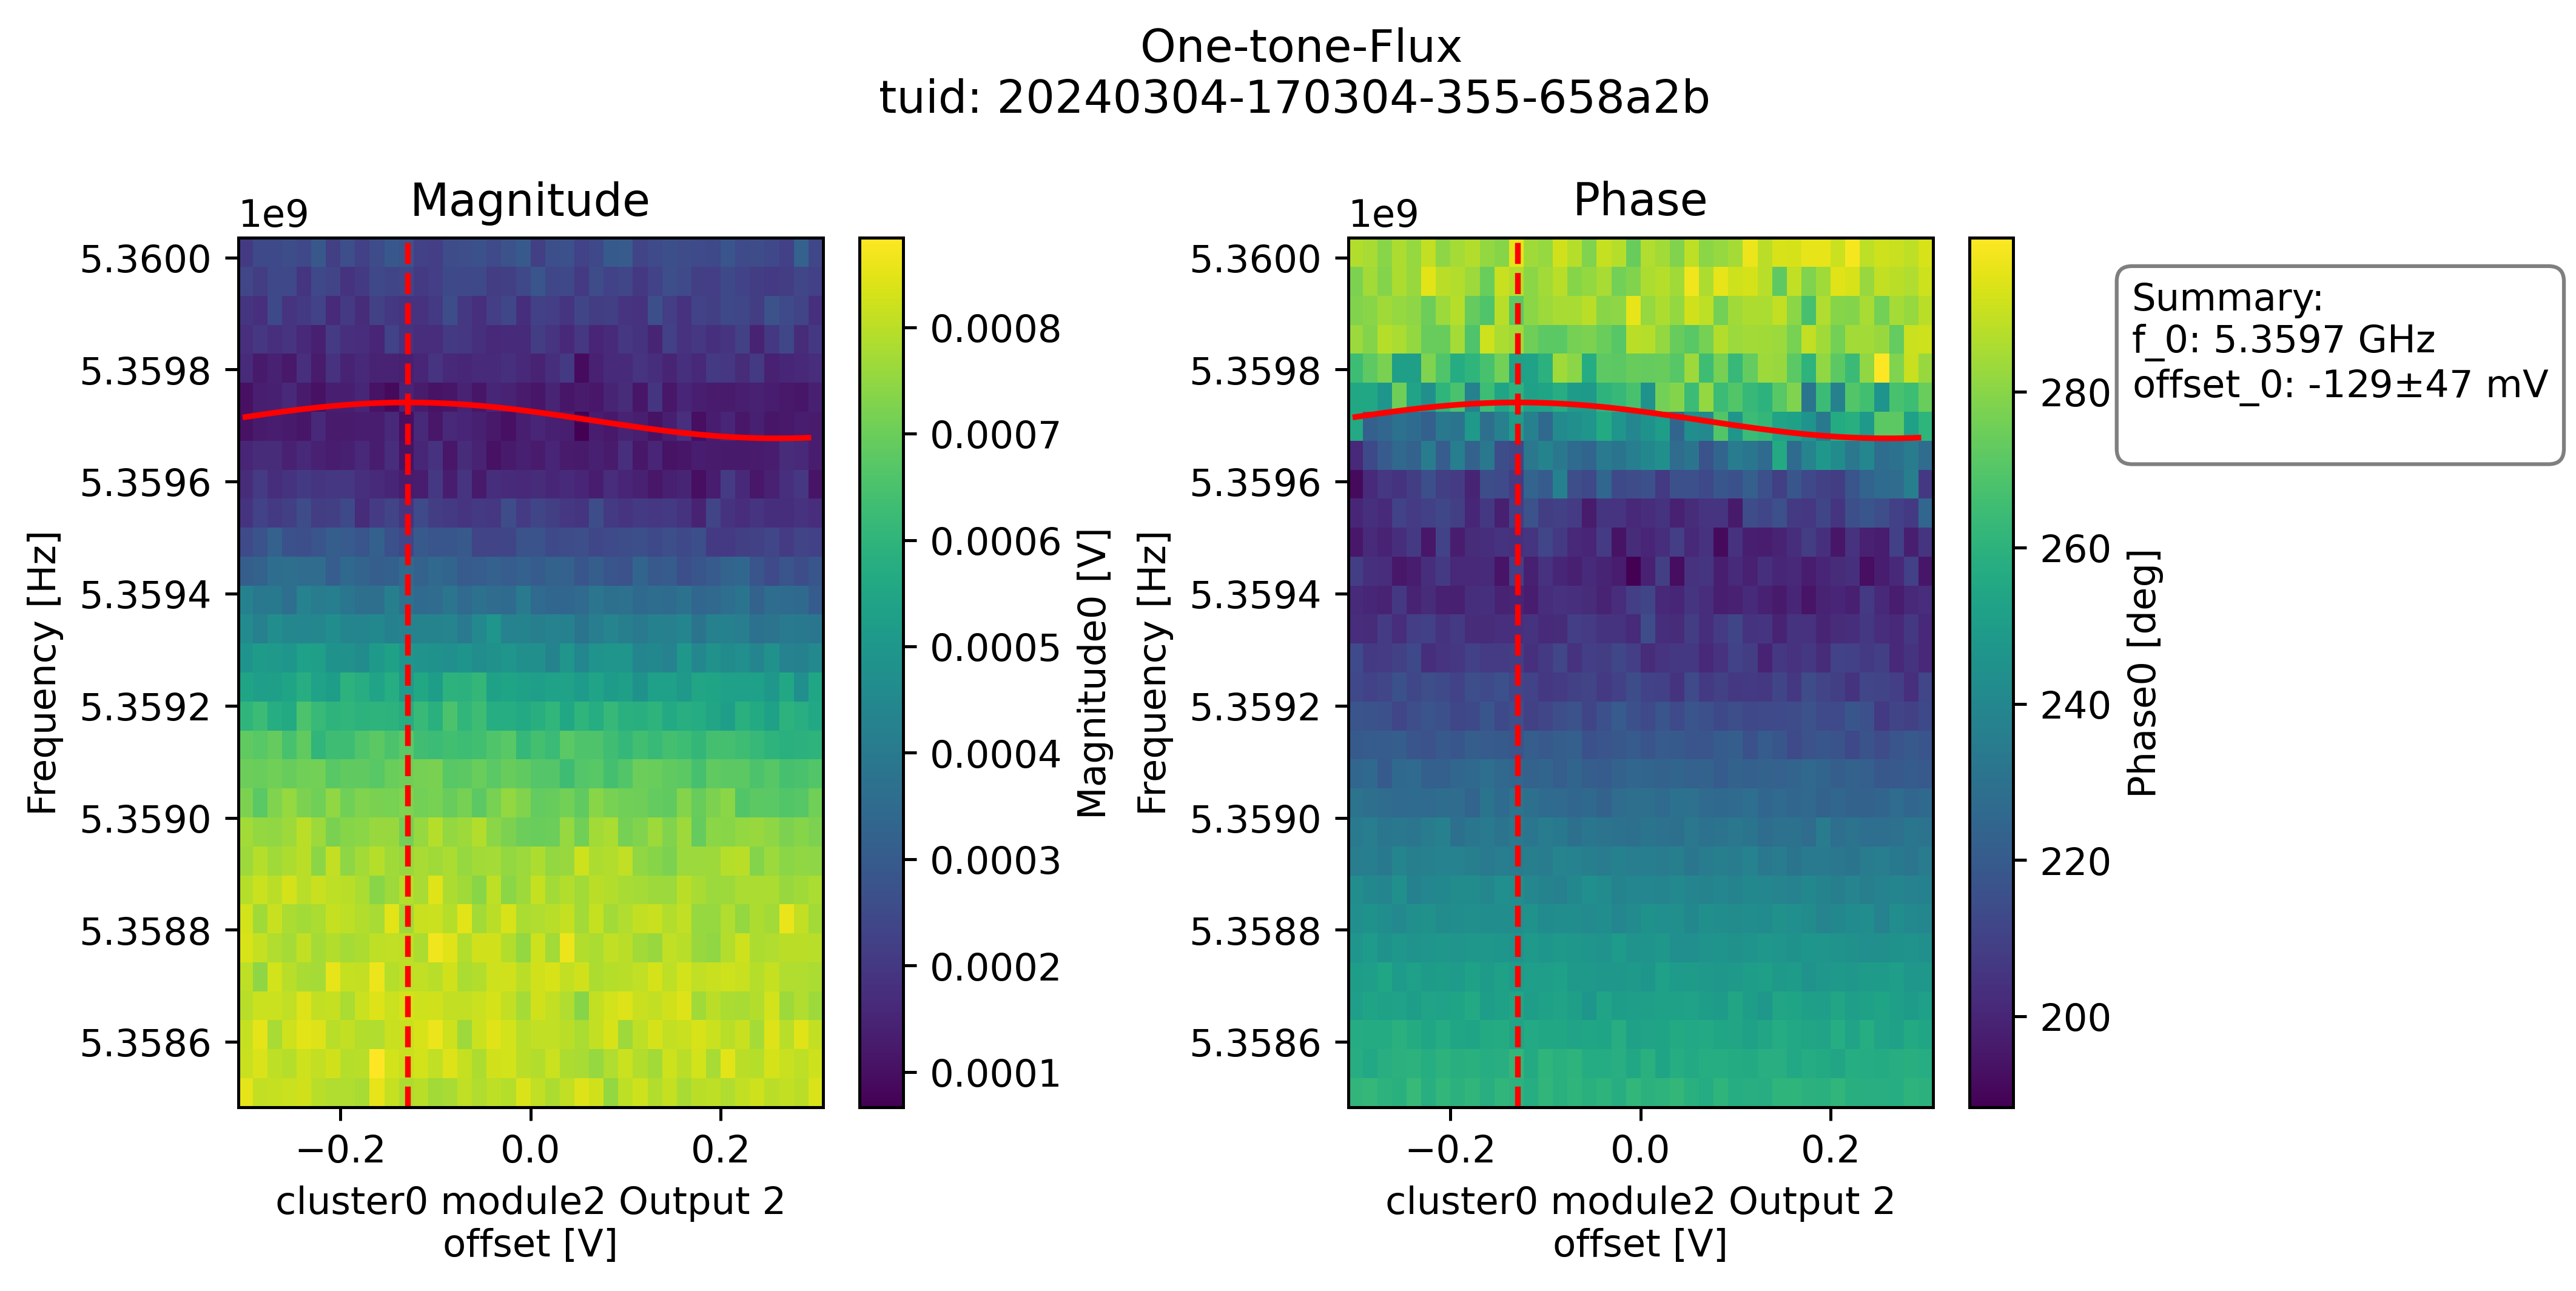 One-tone-Flux
tuid: 20240304-170304-355-658a2b
Magnitude
1e9
5.3600
5.3598
5.3596
5.3594
5.3592
5.3590
5.3588
5.3586
Frequency [Hz]
−0.2
0.0
0.2
cluster0 module2 Output 2
offset [V]
0.0008
0.0007
0.0006
0.0005
0.0004
0.0003
0.0002
0.0001
Magnitude0 [V]
Phase
1e9
5.3600
5.3598
5.3596
5.3594
5.3592
5.3590
5.3588
5.3586
Frequency [Hz]
−0.2
0.0
0.2
cluster0 module2 Output 2
offset [V]
280
260
240
220
200
Phase0 [deg]
Summary:
f_0: 5.3597 GHz
offset_0: -129±47 mV